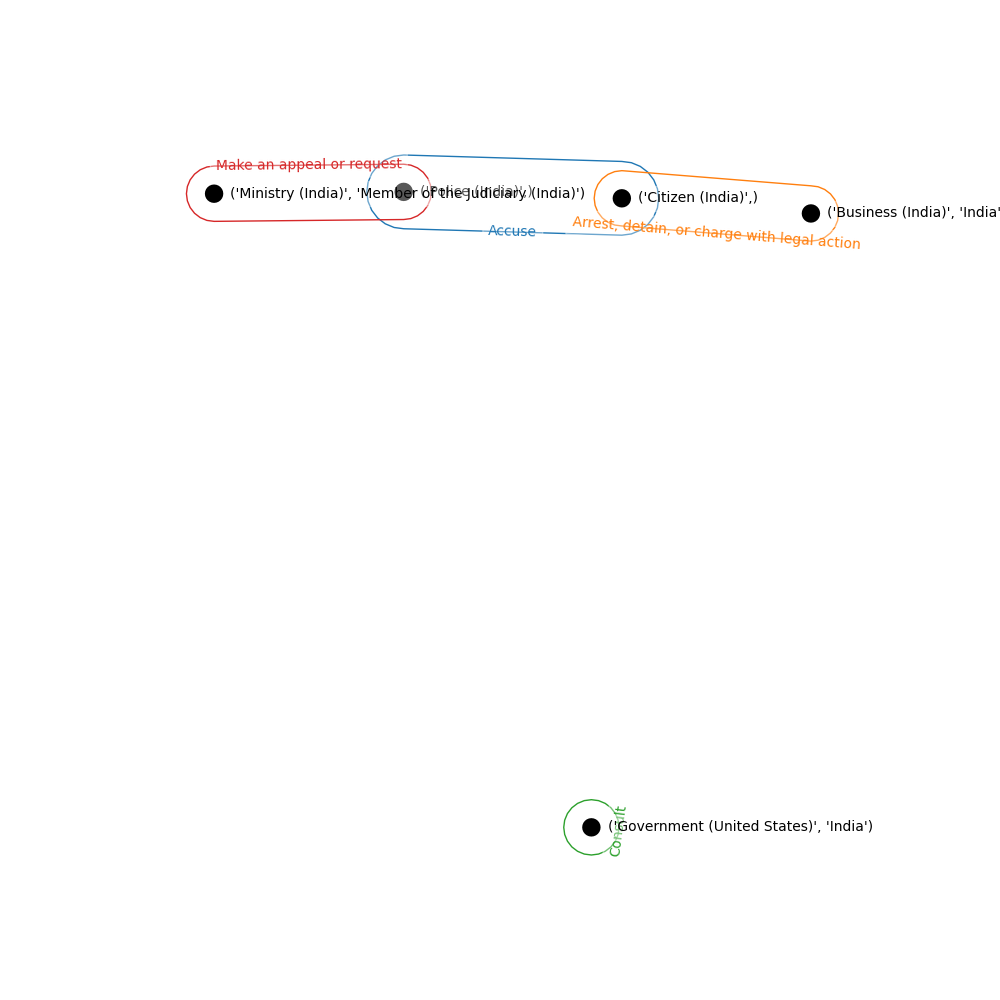 Make an appeal or request
('Ministry (India)', 'Member of the Judiciary (India)')
('Police (India)',)
('Citizen (India)',)
('Business (India)', 'India'
Accuse
Arrest, detain, or charge with legal action
('Government (United States)', 'India')
Consult